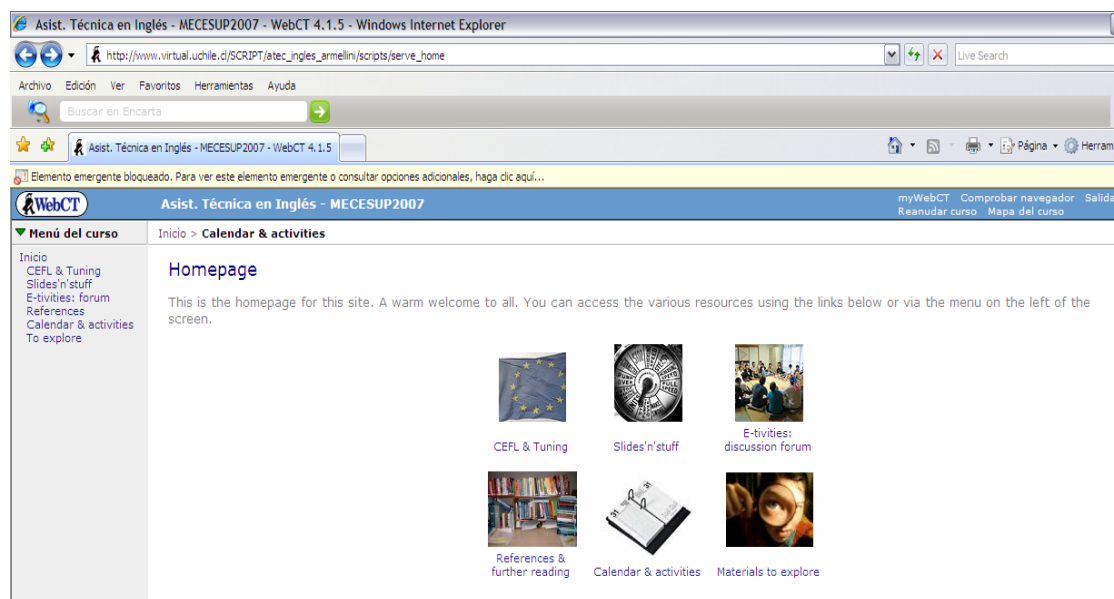 Asist. Técnica en Inglés - MECESUP2007 - WebCT 4.1.5 - Windows Internet Explorer
http://www.virtual.uchile.cl/SCRIPT/atec_ingles_armellini/scripts/serve_home
Live Search
Archivo Edición Ver Favoritos Herramientas Ayuda
Buscar en Encarta
Asist. Técnica en Inglés - MECESUP2007 - WebCT 4.1.5
Página Herram
Elemento emergente bloqueado. Para ver este elemento emergente o consultar opciones adicionales, haga clic aquí...
WebCT Asist. Técnica en Inglés - MECESUP2007
myWebCT Comprobar navegador Salida
Reanudar curso Mapa del curso
Menú del curso
Inicio > Calendar & activities
Inicio
CEFL & Tuning
Slides'n'stuff
E-tivities: forum
References
Calendar & activities
To explore
Homepage
This is the homepage for this site. A warm welcome to all. You can access the various resources using the links below or via the menu on the left of the
screen.
FULL
SPEED
CEFL & Tuning
Slides'n'stuff
E-tivities:
discussion forum
31
31
References &
further reading
Calendar & activities
Materials to explore